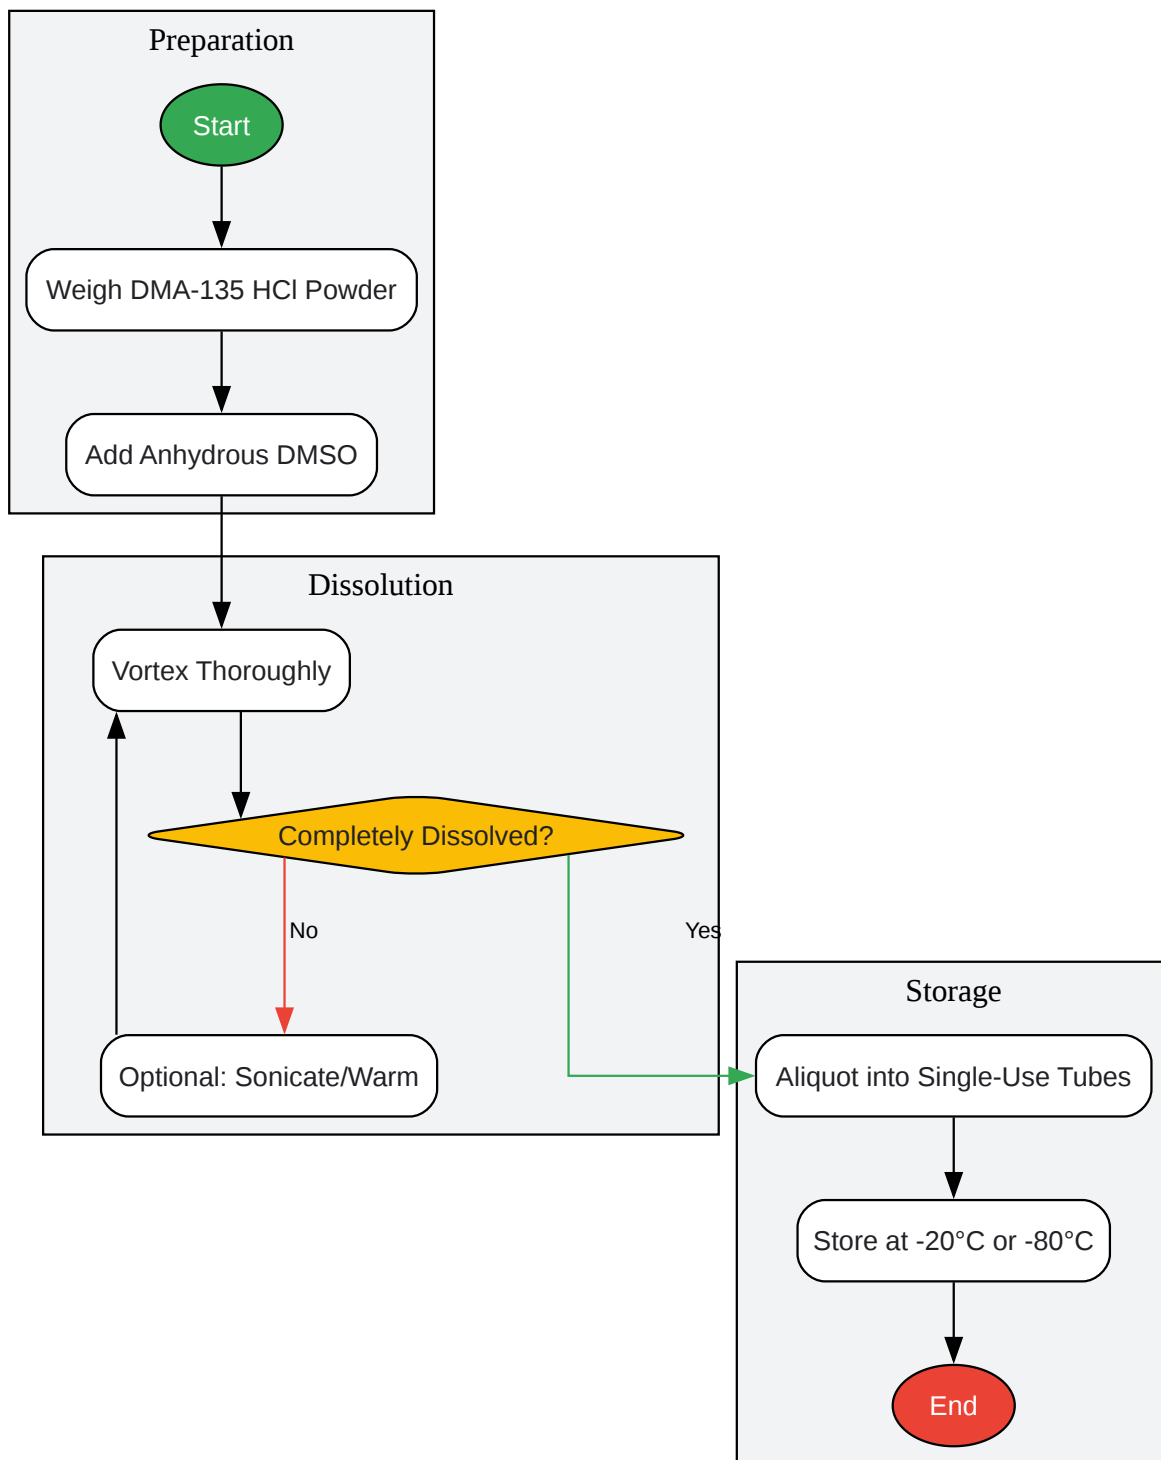 Preparation
Start
Weigh DMA-135 HCl Powder
Add Anhydrous DMSO
Dissolution
Vortex Thoroughly
Completely Dissolved?
No
Yes
Optional: Sonicate/Warm
Storage
Aliquot into Single-Use Tubes
Store at -20°C or -80°C
End